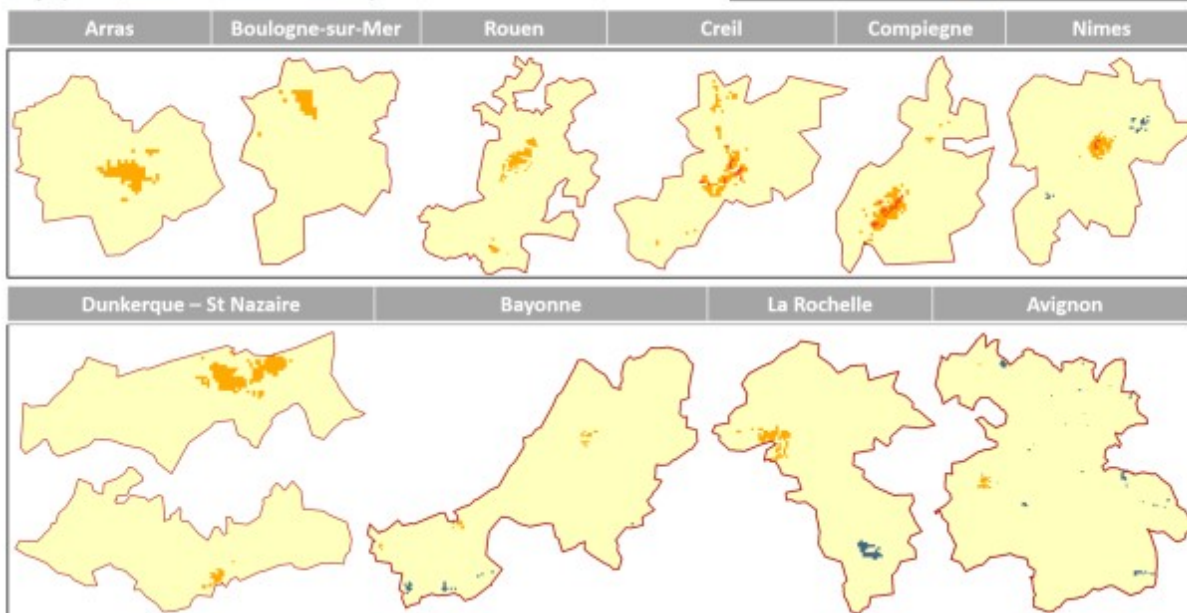 Arras Boulogne-sur-Mer Rouen Creil Compiegne Nimes
Dunkerque – St Nazaire Bayonne La Rochelle Avignon